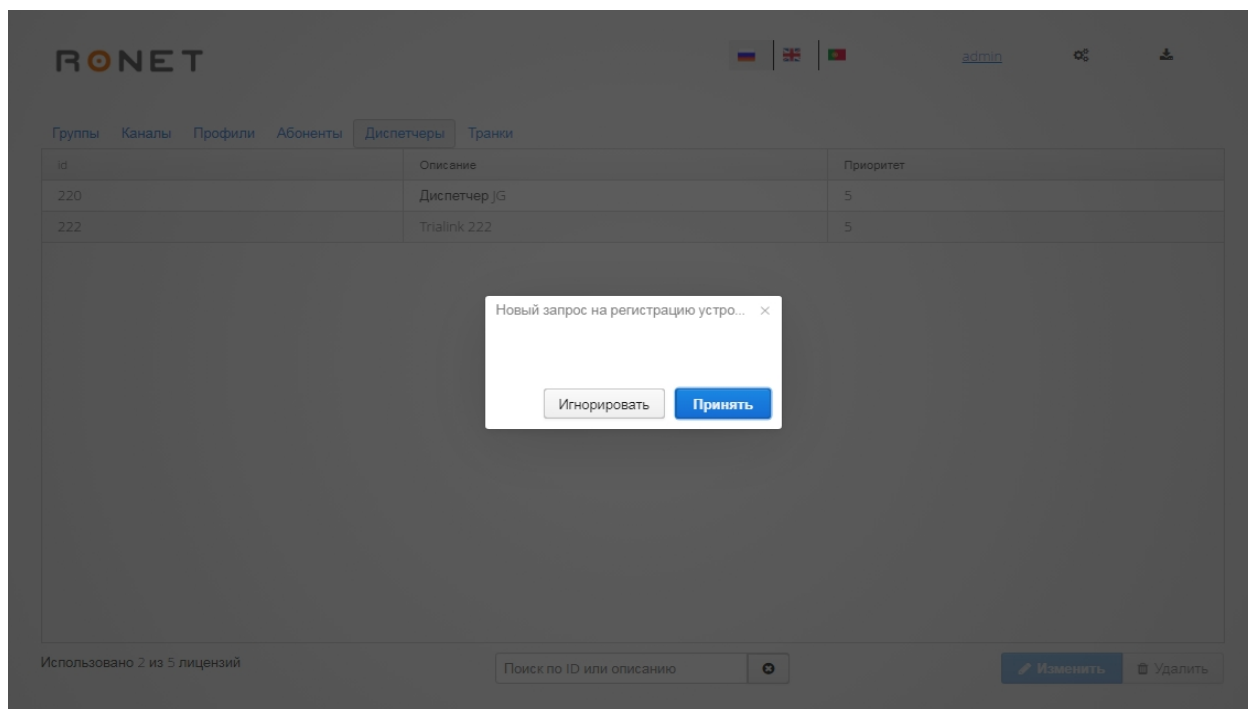 RONET
admin
Группы Каналы Профили Абоненты Диспетчеры Транки
id Описание Приоритет
220 Диспетчер JG 5
222 Trialink 222 5
Новый запрос на регистрацию устро... ×
Игнорировать Принять
Использовано 2 из 5 лицензий Поиск по ID или описанию Изменить Удалить